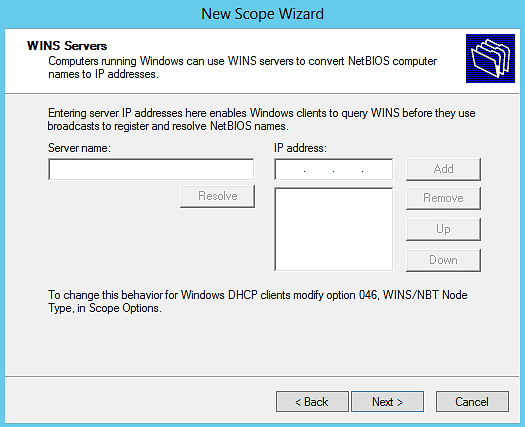 New Scope Wizard
WINS Servers
Computers running Windows can use WINS servers to convert NetBIOS computer
names to IP addresses.
Entering server IP addresses here enables Windows clients to query WINS before they use
broadcasts to register and resolve NetBIOS names.
Server name:
IP address:
. . .
Add
Resolve
Remove
Up
Down
To change this behavior for Windows DHCP clients modify option 046, WINS/NBT Node
Type, in Scope Options.
< Back
Next >
Cancel